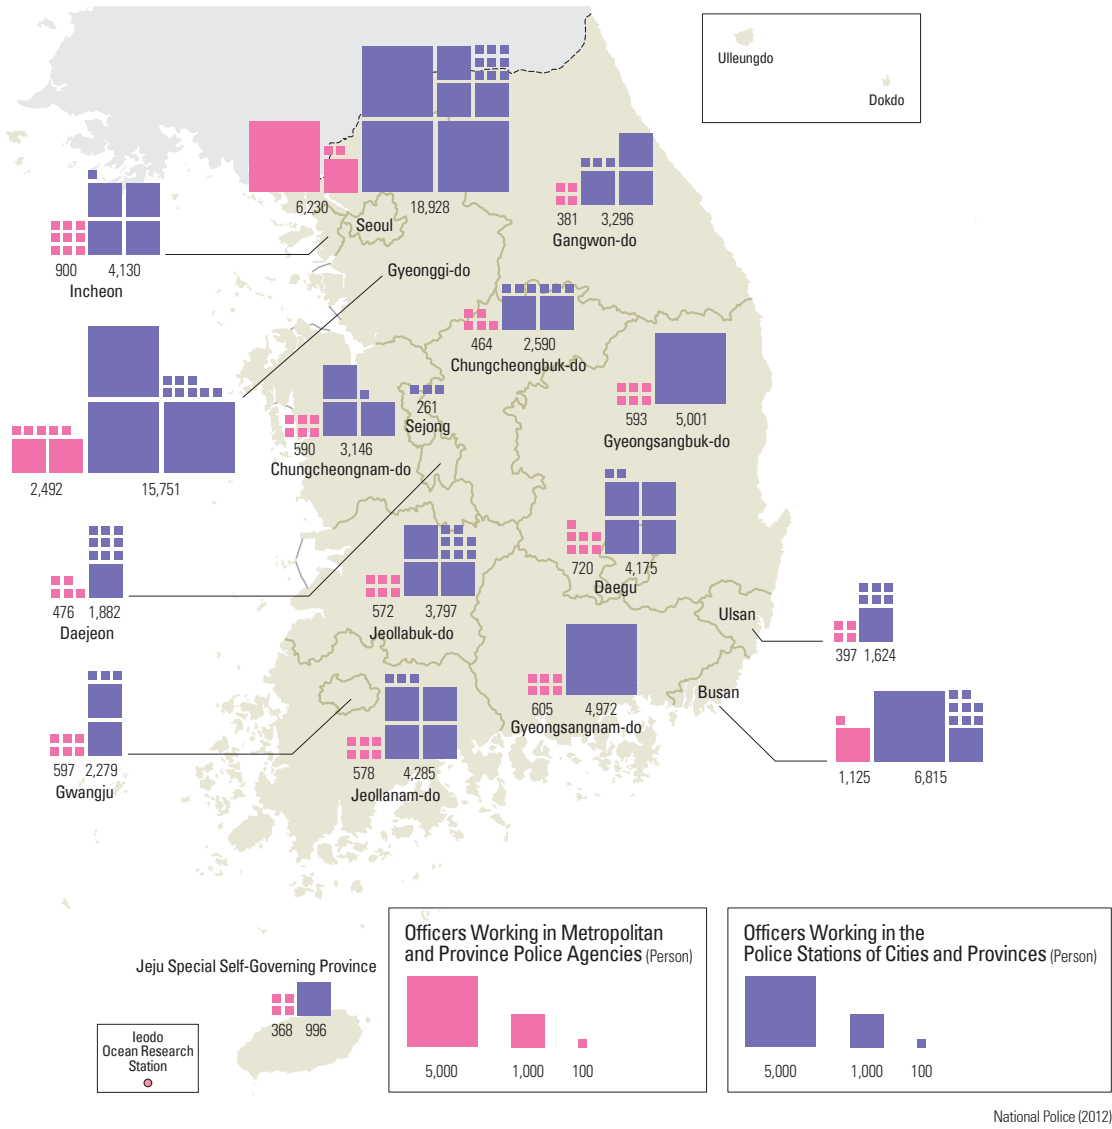 Ulleungdo
Dokdo
6,230 18,928
Seoul
381 3,296
Gangwon-do
900 4,130
Incheon
Gyeonggi-do
464 2,590
Chungcheongbuk-do
261
Sejong
593 5,001
Gyeongsangbuk-do
590 3,146
Chungcheongnam-do
2,492 15,751
720 4,175
Daegu
476 1,882
Daejeon
572 3,797
Jeollabuk-do
Ulsan
397 1,624
Busan
605 4,972
Gyeongsangnam-do
1,125 6,815
597 2,279
Gwangju
578 4,285
Jeollanam-do
Jeju Special Self-Governing Province
368 996
Ieodo
Ocean Research
Station
Officers Working in Metropolitan
and Province Police Agencies (Person)
5,000 1,000 100
Officers Working in the
Police Stations of Cities and Provinces (Person)
5,000 1,000 100
National Police (2012)